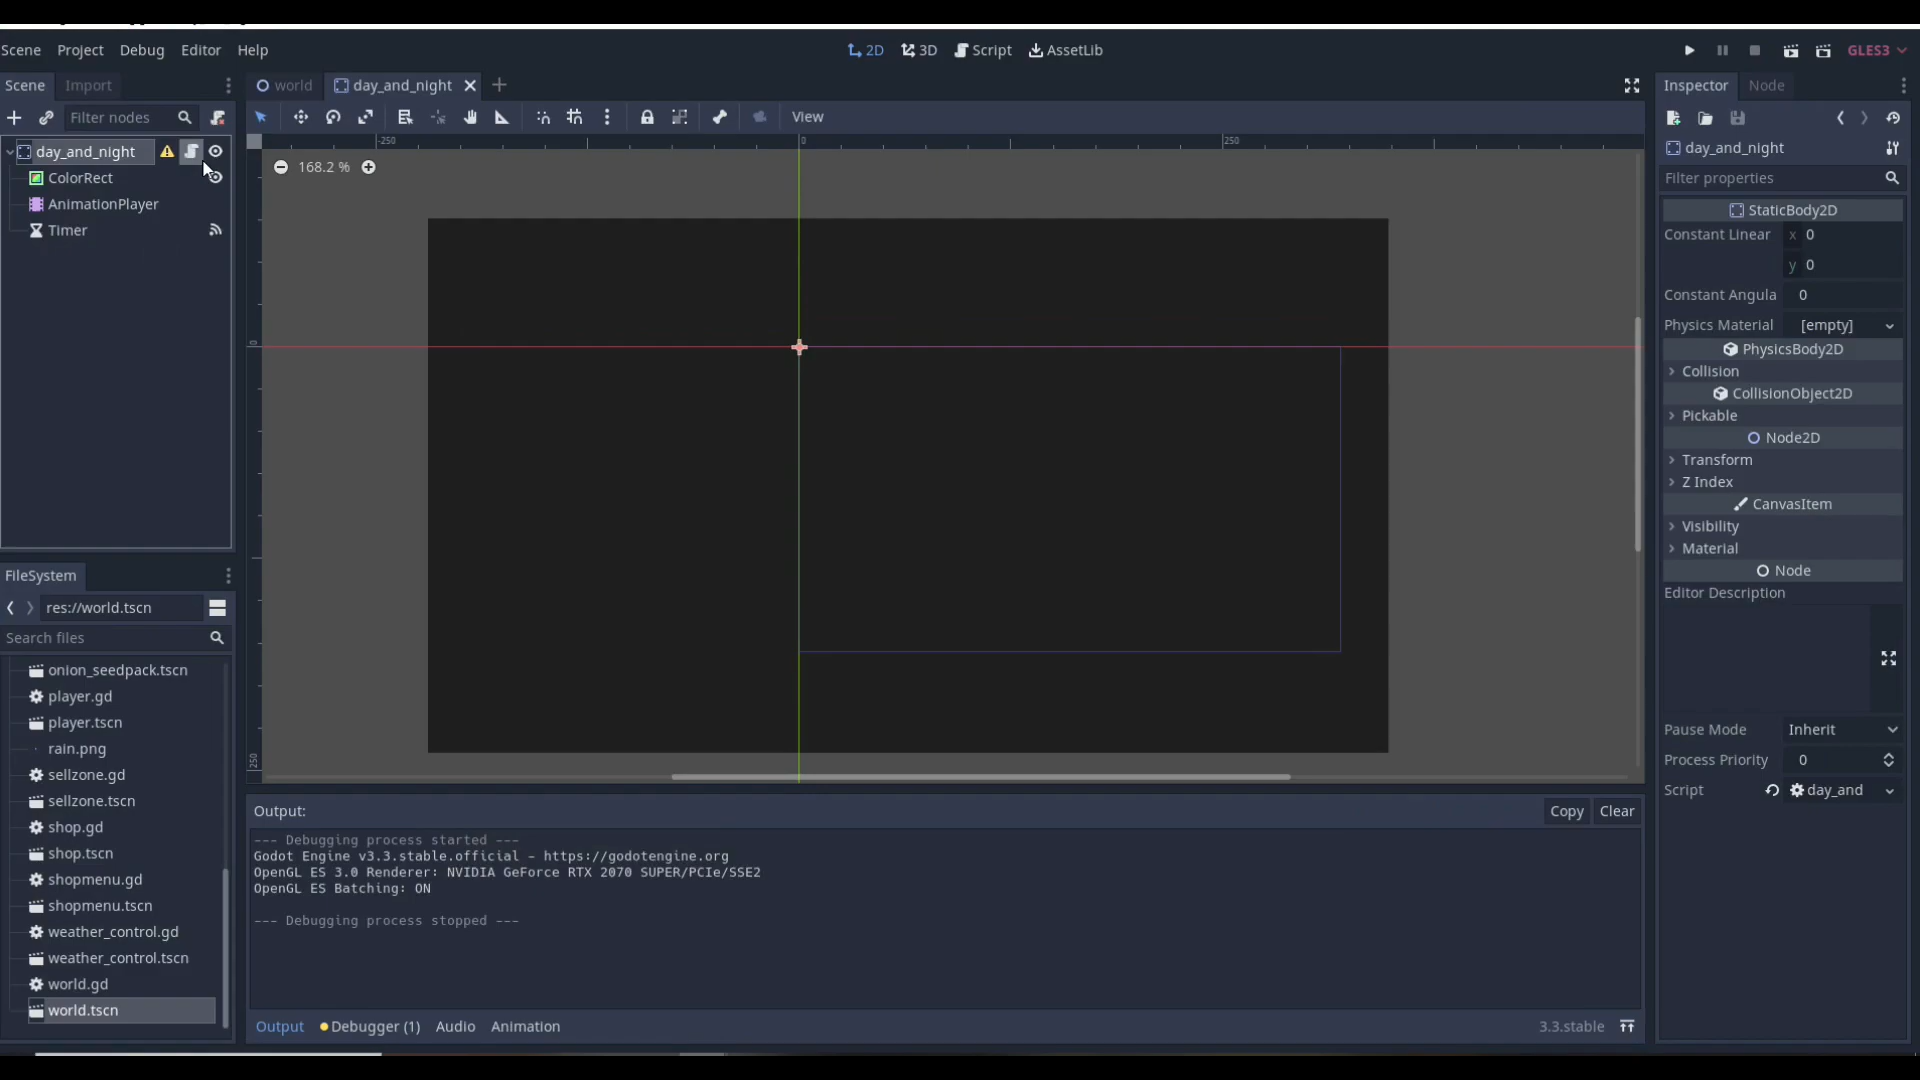 Scene Project Debug Editor Help
2D 3D Script AssetLib
GLES3
Scene Import
world day_and_night
Inspector Node
Filter nodes
View
day_and_night
ColorRect
AnimationPlayer
Timer
-250 0 250
168.2 %
0
250
day_and_night
Filter properties
StaticBody2D
Constant Linear x 0
y 0
Constant Angula 0
Physics Material [empty]
PhysicsBody2D
Collision
CollisionObject2D
Pickable
Node2D
Transform
Z Index
CanvasItem
Visibility
Material
Node
Editor Description
Pause Mode Inherit
Process Priority 0
Script day_and
FileSystem
res://world.tscn
Search files
onion_seedpack.tscn
player.gd
player.tscn
rain.png
sellzone.gd
sellzone.tscn
shop.gd
shop.tscn
shopmenu.gd
shopmenu.tscn
weather_control.gd
weather_control.tscn
world.gd
world.tscn
Output: Copy Clear
--- Debugging process started ---
Godot Engine v3.3.stable.official - https://godotengine.org
OpenGL ES 3.0 Renderer: NVIDIA GeForce RTX 2070 SUPER/PCIe/SSE2
OpenGL ES Batching: ON
--- Debugging process stopped ---
Output Debugger (1) Audio Animation 3.3.stable